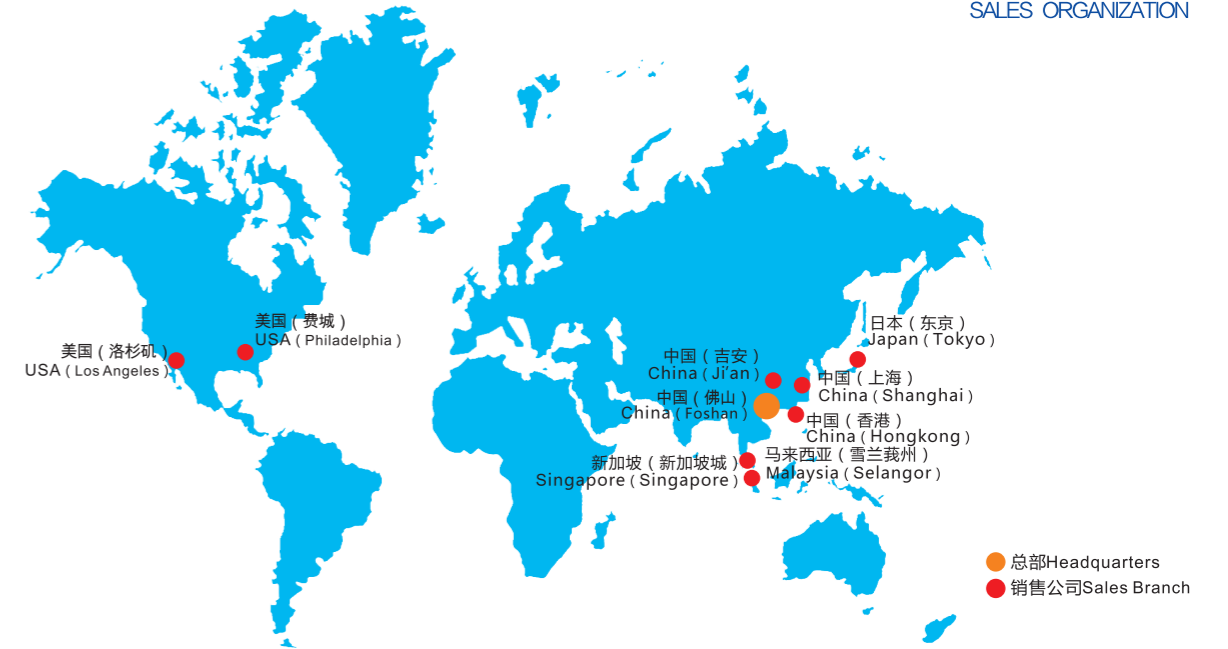 SALES ORGANIZATION
美国（费城）
USA（Philadelphia）
美国（洛杉矶）
USA（Los Angeles）
日本（东京）
Japan（Tokyo）
中国（吉安）
China（Ji’an）
中国（上海）
China（Shanghai）
中国（佛山）
China（Foshan）
中国（香港）
China（Hongkong）
马来西亚（雪兰莪州）
Malaysia（Selangor）
新加坡（新加坡城）
Singapore（Singapore）
总部Headquarters
销售公司Sales Branch